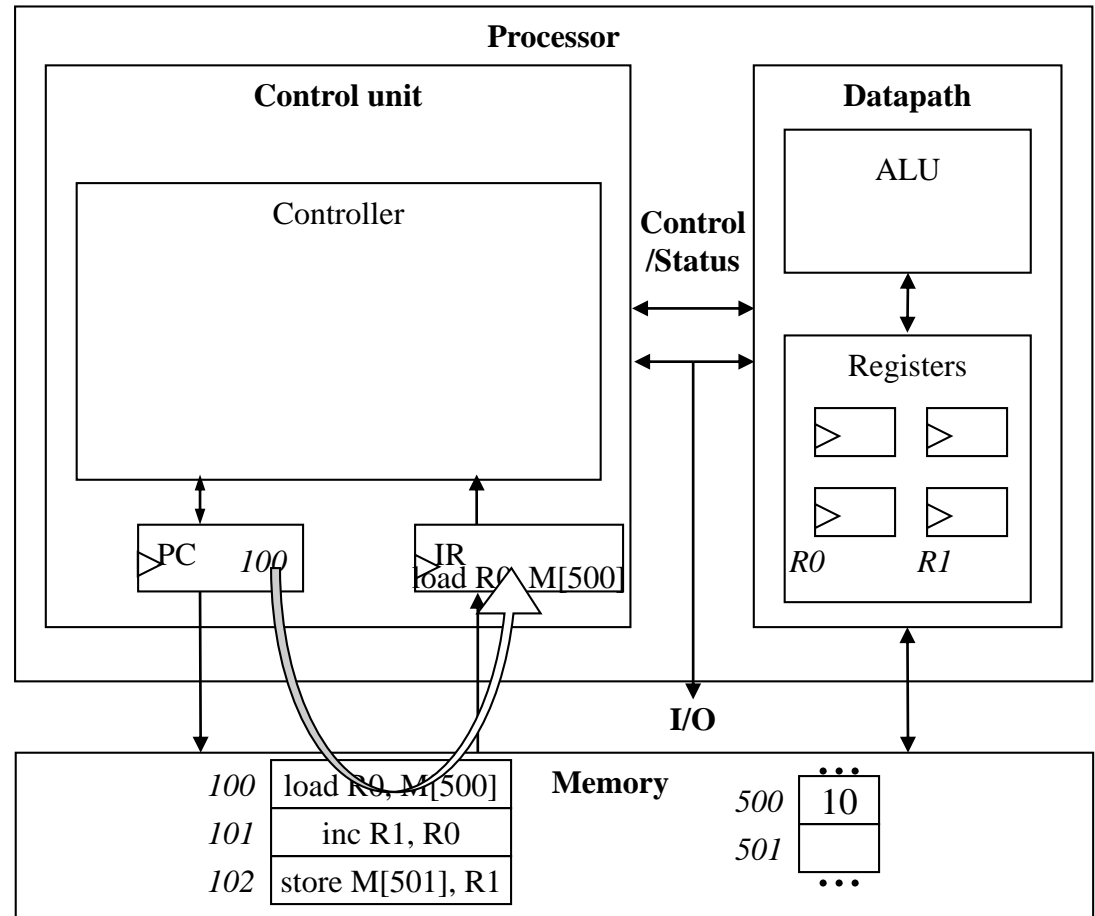 Processor
Control unit
Datapath
ALU
Controller
Control
/Status
Registers
PC 100
IR
load R0, M[500]
R0 R1
I/O
Memory
100 load R0, M[500]
101 inc R1, R0
102 store M[501], R1
...
500 10
501
...